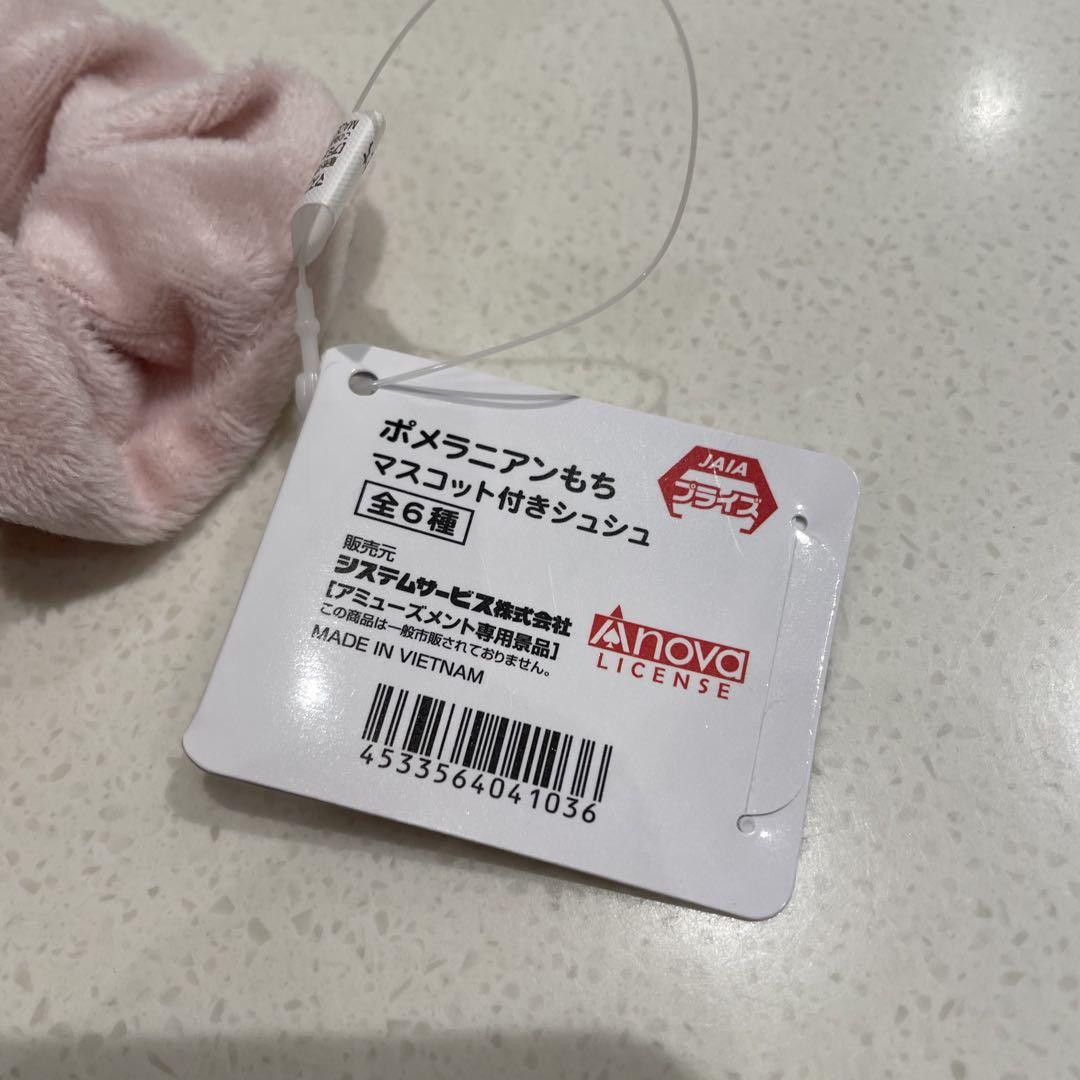 ポメラニアンもち
マスコット付きシュシュ
全6種
JAIA
プライズ
販売元
システムサービス株式会社
[アミューズメント専用景品]
この商品は一般市販されておりません。
MADE IN VIETNAM
Anova
LICENSE
4533564041036